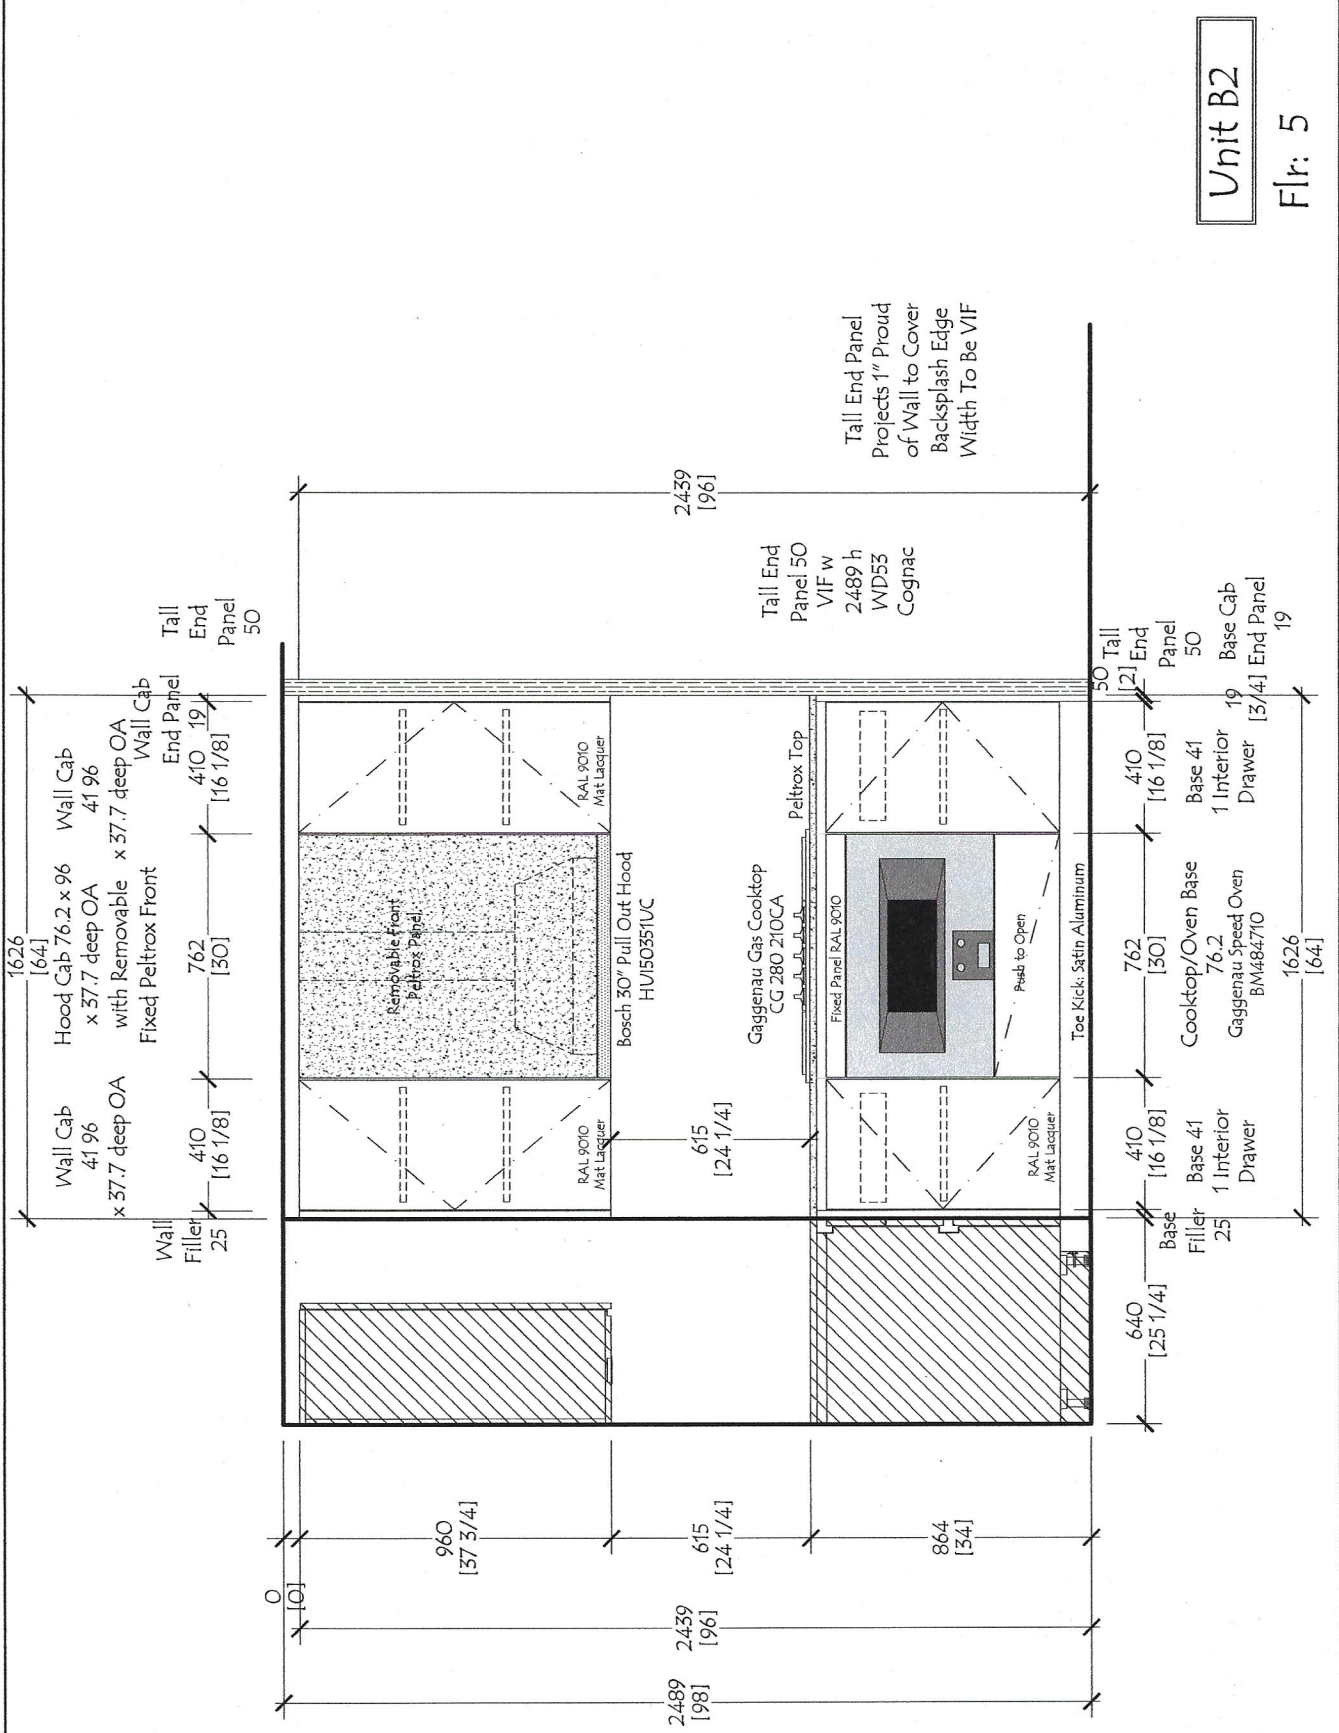 1626
[64]
Wall Cab
41 96
x 37.7 deep OA
Hood Cab 76.2 x 96
x 37.7 deep OA
with Removable
Fixed Peltrox Front
Wall Cab
41 96
x 37.7 deep OA
Wall Cab
End Panel
19
Tall
End
Panel
50
Wall
Filler
25
410
[16 1/8]
762
[30]
410
[16 1/8]
0
[0]
960
[37 3/4]
615
[24 1/4]
864
[34]
2439
[96]
2489
[98]
RAL 9010
Mat Lacquer
Removable Front
Peltrox Panel
RAL 9010
Mat Lacquer
Bosch 30" Pull Out Hood
HUI50351UC
615
[24 1/4]
Gaggenau Gas Cooktop
CG 280 210CA
Peltrox Top
Fixed Panel RAL 9010
Push to Open
RAL 9010
Mat Lacquer
Toe Kick: Satin Aluminum
2439
[96]
Tall End
Panel 50
VIF w
2489 h
WD53
Cognac
Tall End Panel
Projects 1" Proud
of Wall to Cover
Backsplash Edge
Width To Be VIF
640
[25 1/4]
Base
Filler
25
410
[16 1/8]
Base 41
1 Interior
Drawer
762
[30]
Cooktop/Oven Base
76.2
Gaggenau Speed Oven
BM484710
410
[16 1/8]
Base 41
1 Interior
Drawer
50
[2]
Tall
End
Panel
50
19
[3/4]
Base Cab
End Panel
19
1626
[64]
Unit B2
Flr: 5